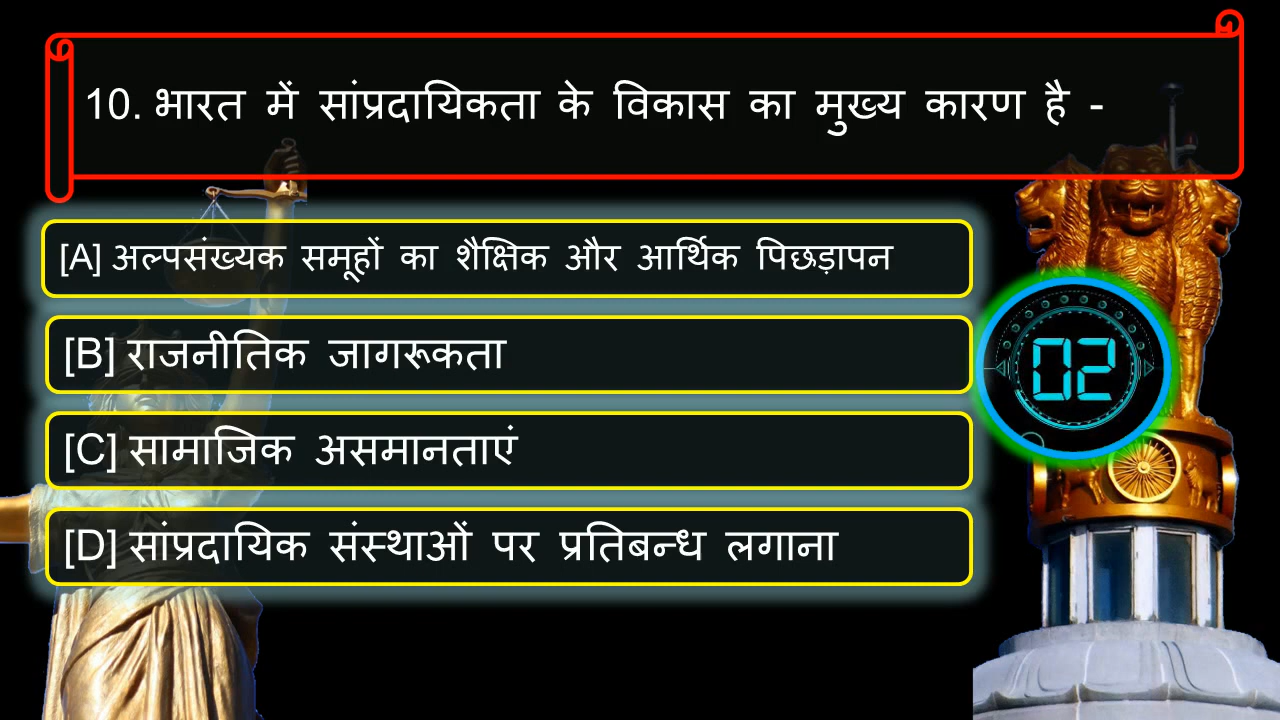 10. भारत में सांप्रदायिकता के विकास का मुख्य कारण है -
[A] अल्पसंख्यक समूहों का शैक्षिक और आर्थिक पिछड़ापन
[B] राजनीतिक जागरूकता
02
[C] सामाजिक असमानताएं
[D] सांप्रदायिक संस्थाओं पर प्रतिबन्ध लगाना